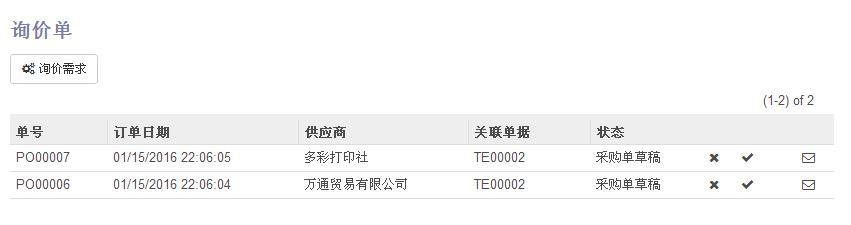 询价单
询价需求
(1-2) of 2
单号 订单日期 供应商 关联单据 状态
PO00007 01/15/2016 22:06:05 多彩打印社 TE00002 采购单草稿
PO00006 01/15/2016 22:06:04 万通贸易有限公司 TE00002 采购单草稿